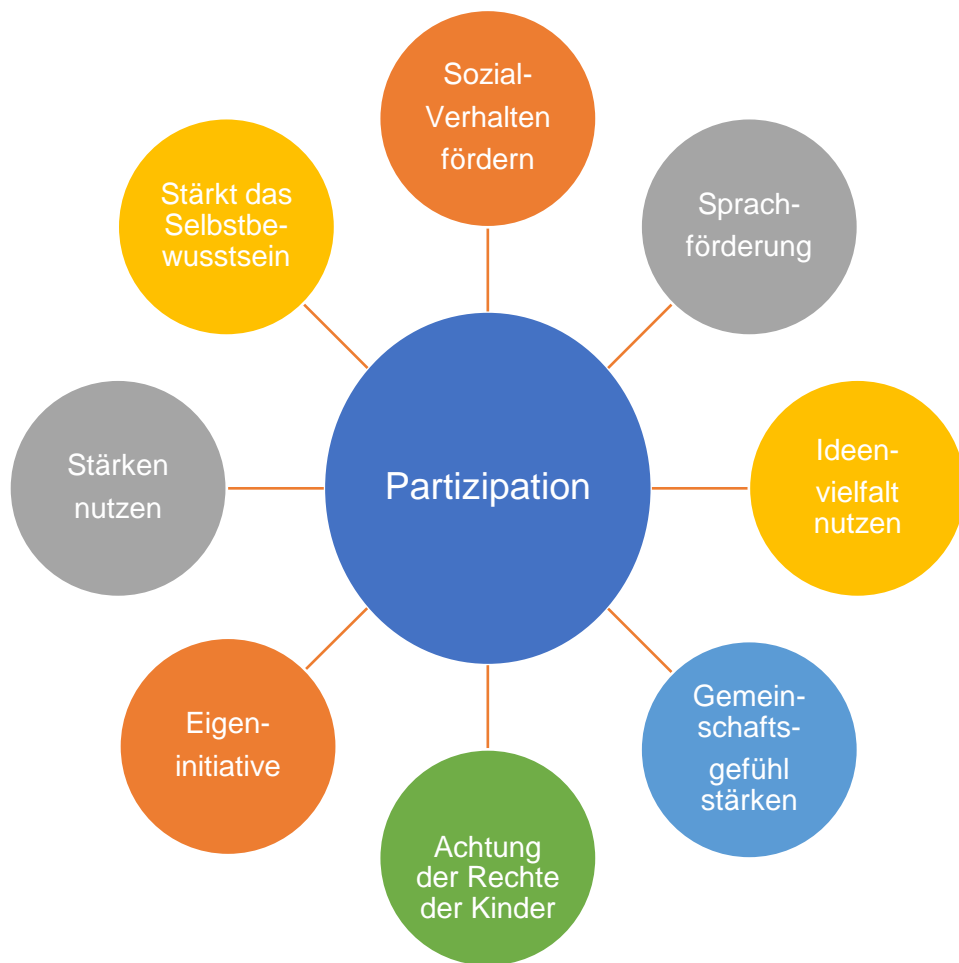 Sozial-
Verhalten
fördern
Sprach-
förderung
Ideen-
vielfalt
nutzen
Gemein-
schafts-
gefühl
stärken
Achtung
der Rechte
der Kinder
Eigen-
initiative
Stärken
nutzen
Stärkt das
Selbstbe-
wusstsein
Partizipation